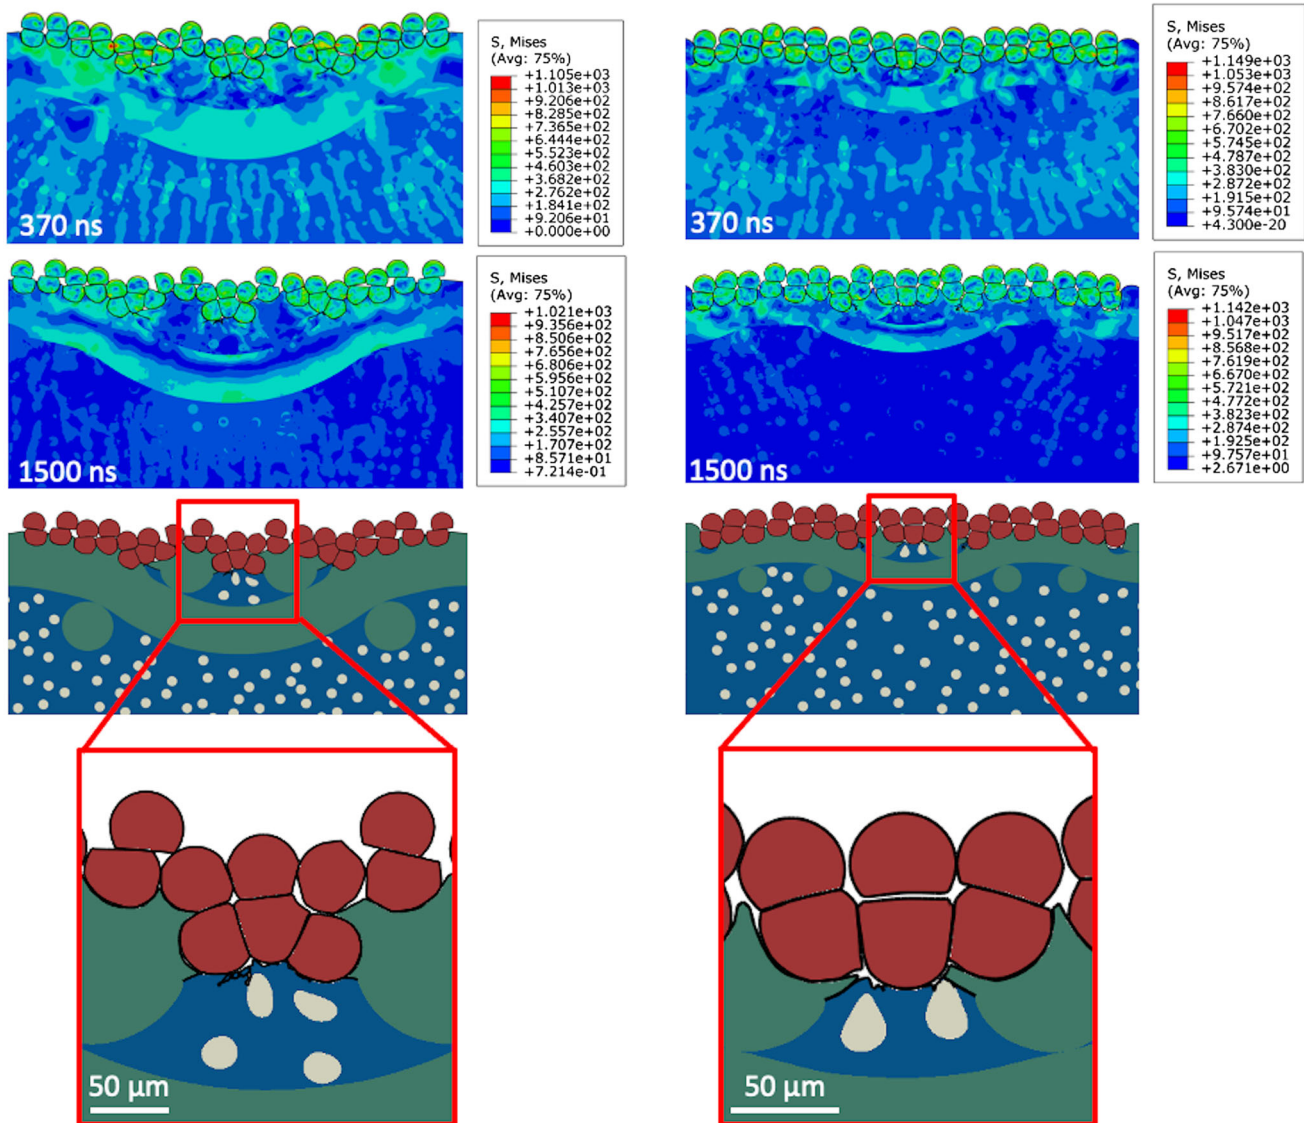 S, Mises
(Avg: 75%)
+1.105e+03
+1.013e+03
+9.206e+02
+8.285e+02
+7.365e+02
+6.444e+02
+5.523e+02
+4.603e+02
+3.682e+02
+2.762e+02
+1.841e+02
+9.206e+01
+0.000e+00
370 ns
S, Mises
(Avg: 75%)
+1.149e+03
+1.053e+03
+9.574e+02
+8.617e+02
+7.660e+02
+6.702e+02
+5.745e+02
+4.787e+02
+3.830e+02
+2.872e+02
+1.915e+02
+9.574e+01
+4.300e-20
370 ns
S, Mises
(Avg: 75%)
+1.021e+03
+9.356e+02
+8.506e+02
+7.656e+02
+6.806e+02
+5.956e+02
+5.107e+02
+4.257e+02
+3.407e+02
+2.557e+02
+1.707e+02
+8.571e+01
+7.214e-01
1500 ns
S, Mises
(Avg: 75%)
+1.142e+03
+1.047e+03
+9.517e+02
+8.568e+02
+7.619e+02
+6.670e+02
+5.721e+02
+4.772e+02
+3.823e+02
+2.874e+02
+1.925e+02
+9.757e+01
+2.671e+00
1500 ns
50 µm
50 µm